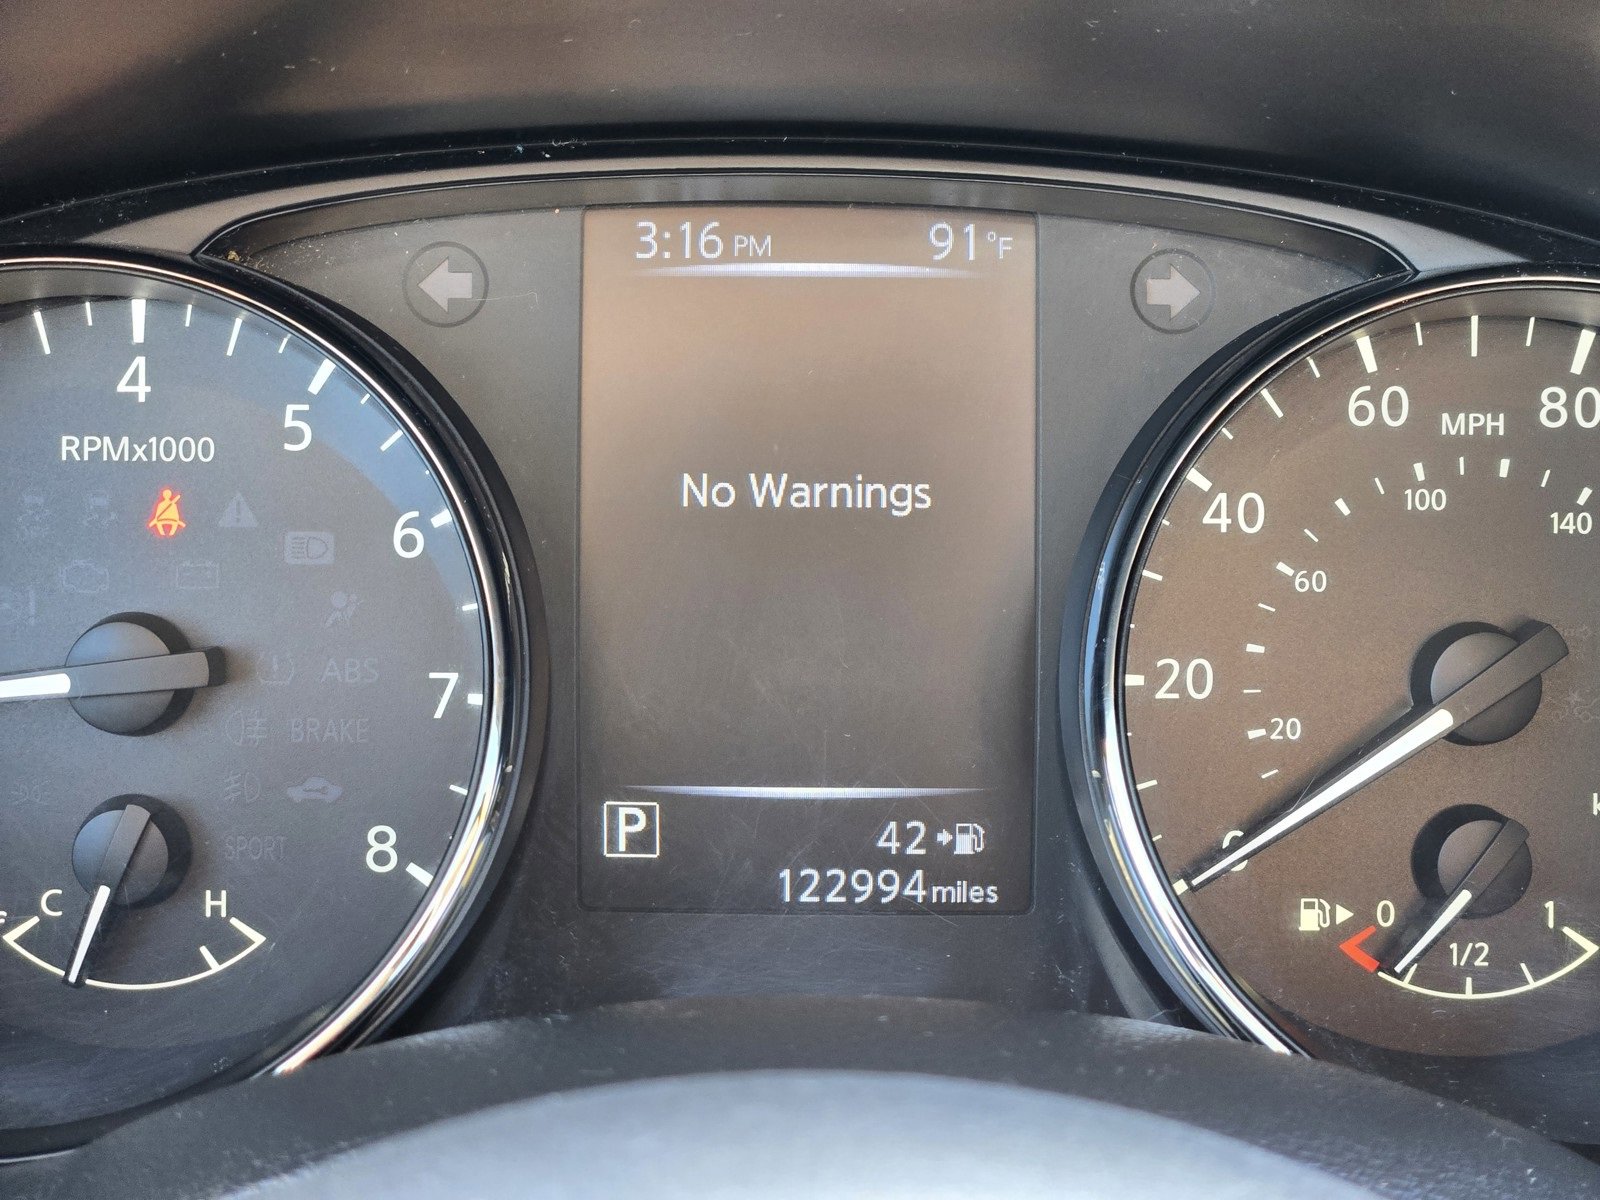 3:16 PM 91°F
4
5
6
7
8
RPMx1000
ABS
BRAKE
SPORT
C H
No Warnings
P
42
122994 miles
20
40
60
80
MPH
20
60
100
140
0 1/2 1